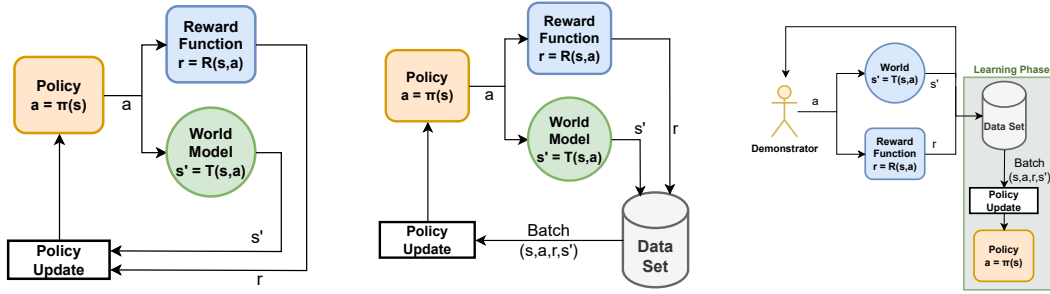 Reward
Function
r = R(s,a)
Policy
a = π(s)
a
World
Model
s' = T(s,a)
s'
Policy
Update
r
Reward
Function
r = R(s,a)
Policy
a = π(s)
a
World
Model
s' = T(s,a)
s'
r
Policy
Update
Batch
(s,a,r,s')
Data
Set
World
s' = T(s,a)
s'
Learning Phase
a
Demonstrator
Reward
Function
r = R(s,a)
r
Data Set
Batch
(s,a,r,s')
Policy
Update
Policy
a = π(s)